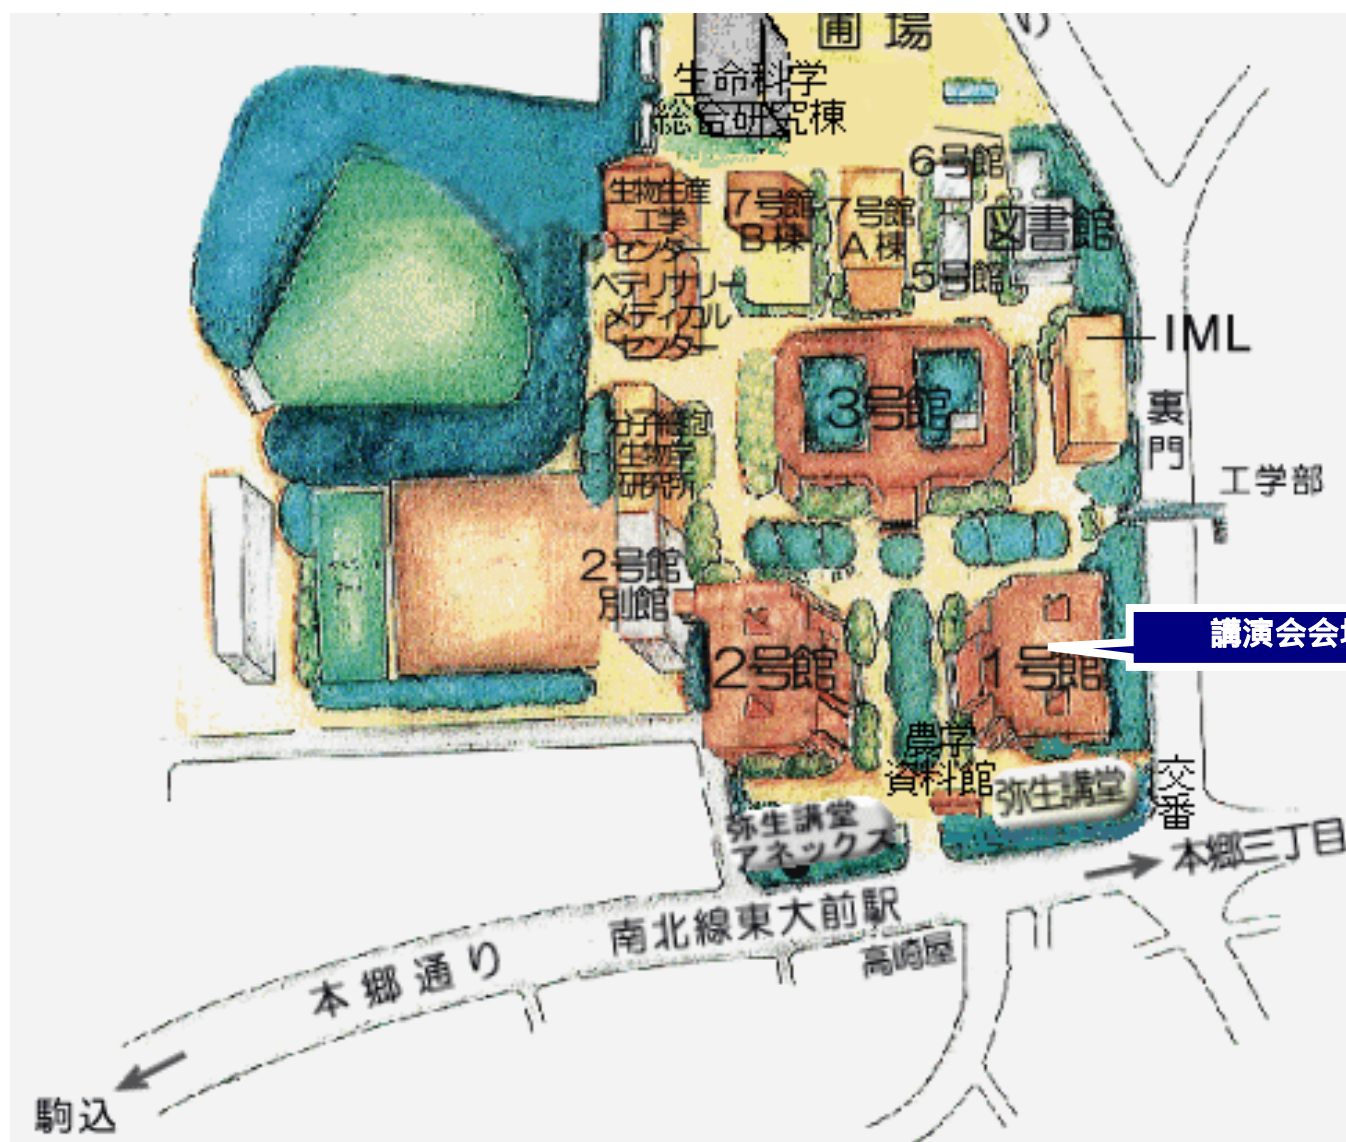 圃場
り
生命科学
総合研究棟
6号館
生物生産
工学
センター
7号館
B棟
7号館
A棟
図書館
5号館
ベテリナリー
メディカル
センター
IML
3号館
裏門
分子細胞
生物学
研究所
工学部
2号館
別館
講演会会
2号館
1号館
農学
資料館
弥生講堂
交番
弥生講堂
アネックス
本郷三丁目
南北線東大前駅
高崎屋
本郷通り
駒込